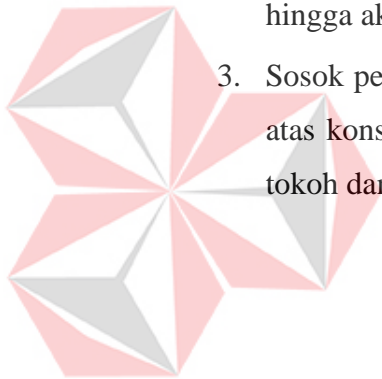 hingga ak
3. Sosok pe
atas kons
tokoh dan